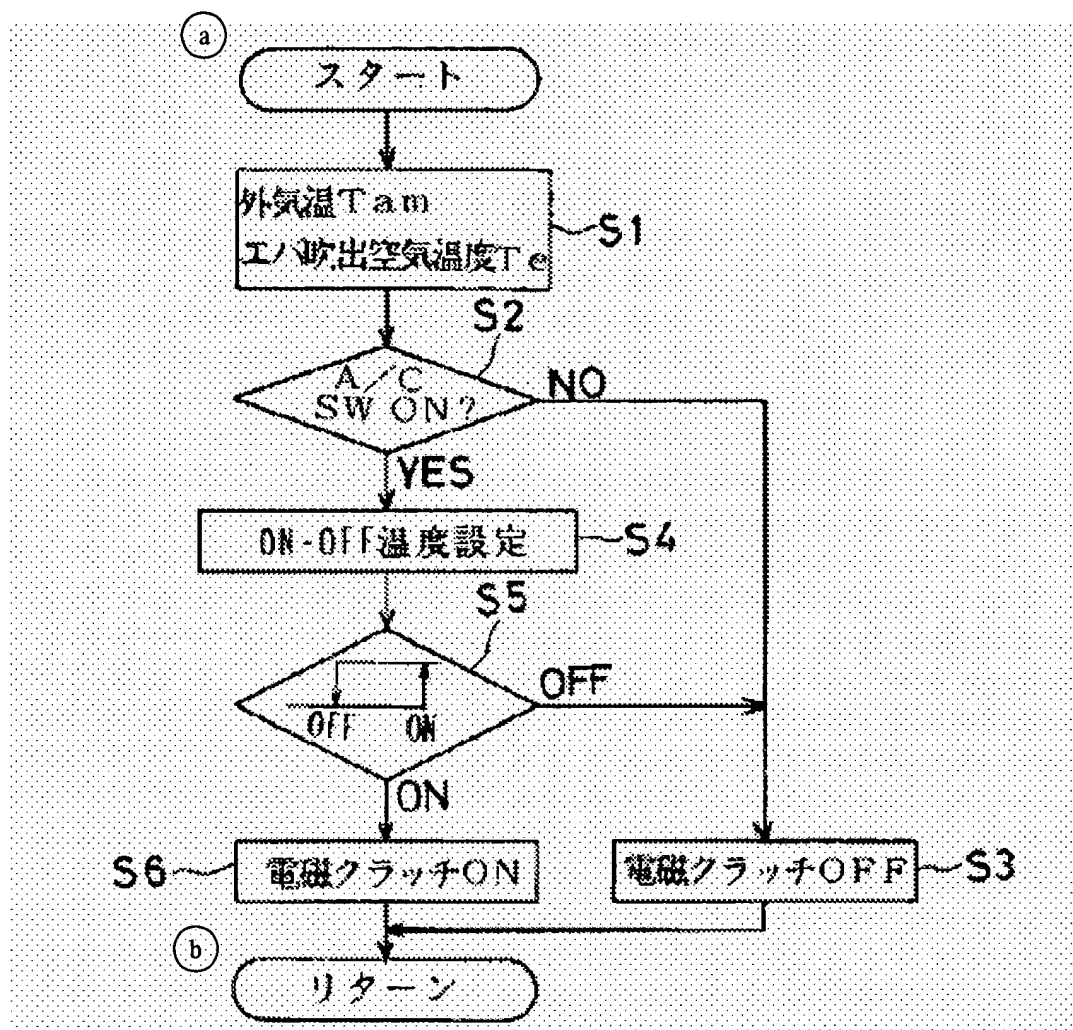 a
スタート
外気温Tam
エバ吹出空気温度Te
S1
S2
A/C
SW ON?
NO
YES
ON-OFF温度設定
S4
S5
OFF ON
OFF
ON
S6
電磁クラッチON
電磁クラッチOFF
S3
b
リターン